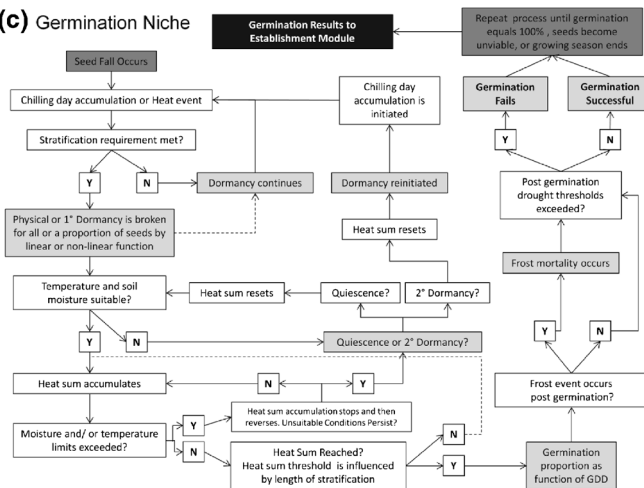 (c) Germination Niche
Germination Results to
Establishment Module
Repeat process until germination
equals 100% , seeds become
unviable, or growing season ends
Seed Fall Occurs
Chilling day accumulation or Heat event
Chilling day
accumulation is
initiated
Germination
Fails
Germination
Successful
Stratification requirement met?
Y
N
Y
N
Dormancy continues
Dormancy reinitiated
Post germination
drought thresholds
exceeded?
Physical or 1° Dormancy is broken
for all or a proportion of seeds by
linear or non-linear function
Heat sum resets
Frost mortality occurs
Temperature and soil
moisture suitable?
Heat sum resets
Quiescence?
2° Dormancy?
Y
N
Quiescence or 2° Dormancy?
Y
N
Heat sum accumulates
N
Y
Frost event occurs
post germination?
Heat sum accumulation stops and then
reverses. Unsuitable Conditions Persist?
Moisture and/ or temperature
limits exceeded?
Y
N
Heat Sum Reached?
Heat sum threshold is influenced
by length of stratification
N
Y
Germination
proportion as
function of GDD